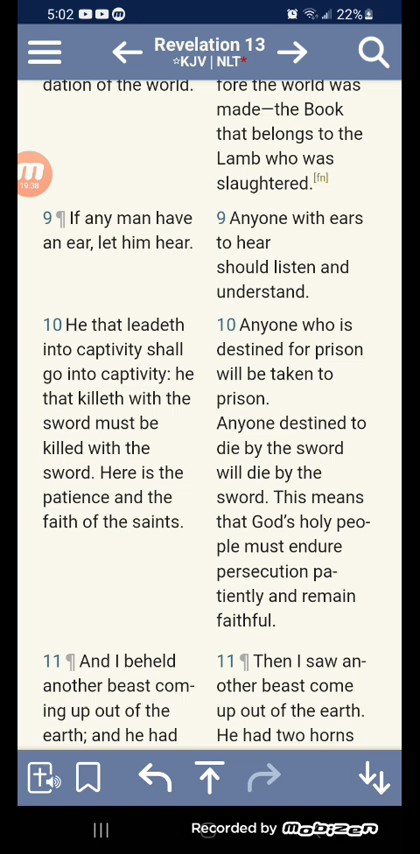 5:02 22%
Revelation 13
☆KJV | NLT*
dation of the world.
9 ¶ If any man have
an ear, let him hear.
10 He that leadeth
into captivity shall
go into captivity: he
that killeth with the
sword must be
killed with the
sword. Here is the
patience and the
faith of the saints.
11 ¶ And I beheld
another beast com-
ing up out of the
earth; and he had
fore the world was
made—the Book
that belongs to the
Lamb who was
slaughtered.[fn]
9 Anyone with ears
to hear
should listen and
understand.
10 Anyone who is
destined for prison
will be taken to
prison.
Anyone destined to
die by the sword
will die by the
sword. This means
that God’s holy peo-
ple must endure
persecution pa-
tiently and remain
faithful.
11 ¶ Then I saw an-
other beast come
up out of the earth.
He had two horns
m
19:38
Recorded by Mobizen